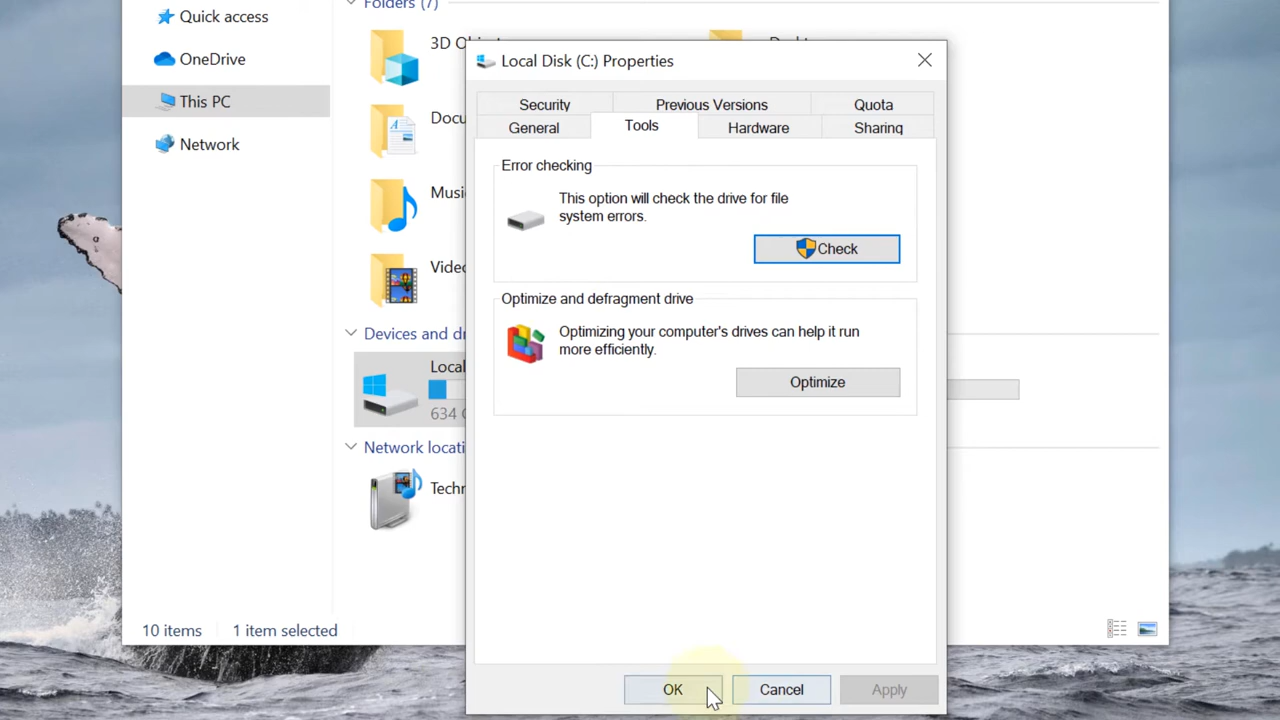 Quick access
OneDrive
This PC
Network
Folders (7)
3D
Docu
Musi
Video
Devices and
Local
634
Network locati
Techn
10 items
1 item selected
Local Disk (C:) Properties
Security
Previous Versions
Quota
General
Tools
Hardware
Sharing
Error checking
This option will check the drive for file
system errors.
Check
Optimize and defragment drive
Optimizing your computer's drives can help it run
more efficiently.
Optimize
OK
Cancel
Apply